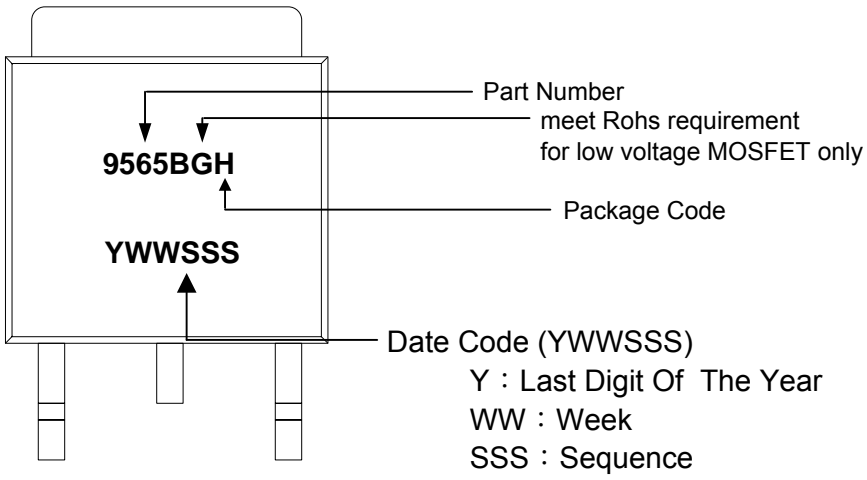 Part Number
meet Rohs requirement
for low voltage MOSFET only
9565BGH
Package Code
YWWSSS
Date Code (YWWSSS)
Y：Last Digit Of The Year
WW：Week
SSS：Sequence